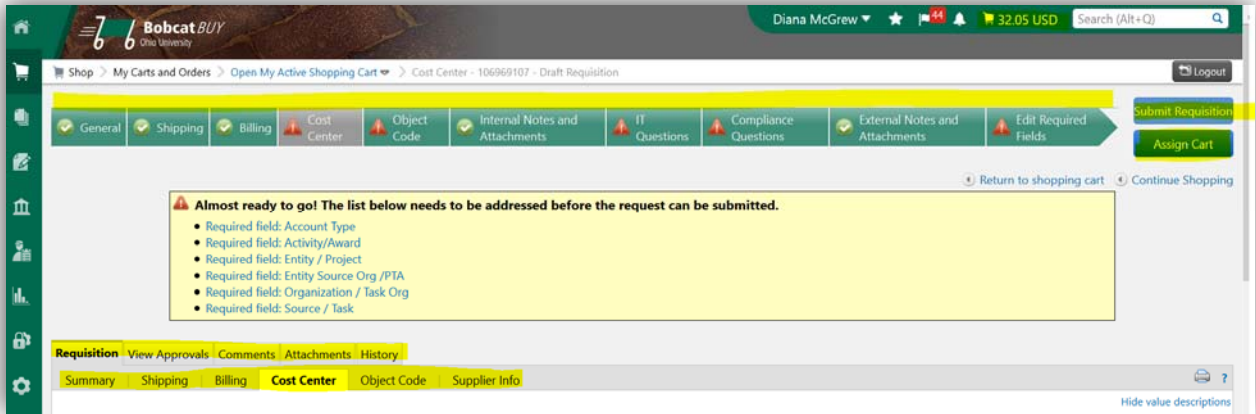 Bobcat BUY
Ohio University
Diana McGrew
44
32.05 USD
Search (Alt+Q)
Shop > My Carts and Orders > Open My Active Shopping Cart > Cost Center - 106969107 - Draft Requisition
Logout
General
Shipping
Billing
Cost Center
Object Code
Internal Notes and Attachments
IT Questions
Compliance Questions
External Notes and Attachments
Edit Required Fields
Submit Requisition
Assign Cart
Return to shopping cart
Continue Shopping
Almost ready to go! The list below needs to be addressed before the request can be submitted.
• Required field: Account Type
• Required field: Activity/Award
• Required field: Entity / Project
• Required field: Entity Source Org /PTA
• Required field: Organization / Task Org
• Required field: Source / Task
Requisition View Approvals Comments Attachments History
Summary Shipping Billing Cost Center Object Code Supplier Info
?
Hide value descriptions